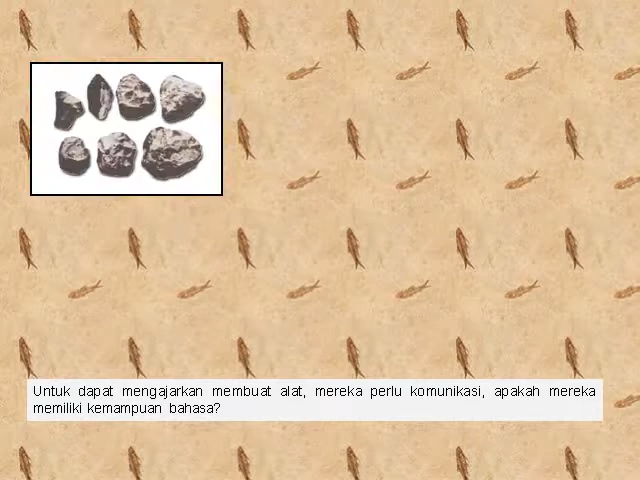 Untuk dapat mengajarkan membuat alat, mereka perlu komunikasi, apakah mereka
memiliki kemampuan bahasa?